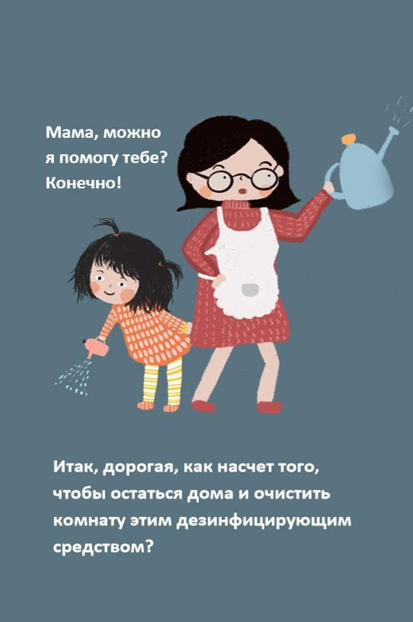 Мама, можно
я помогу тебе?
Конечно!
Итак, дорогая, как насчет того,
чтобы остаться дома и очистить
комнату этим дезинфицирующим
средством?